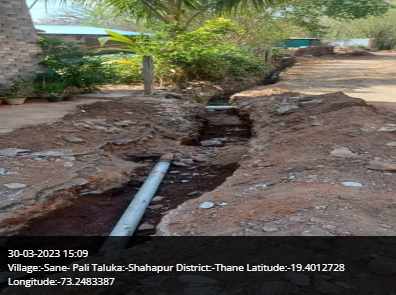 30-03-2023 15:09
Village:-Sane- Pali Taluka:-Shahapur District:-Thane Latitude:-19.4012728
Longitude:-73.2483387